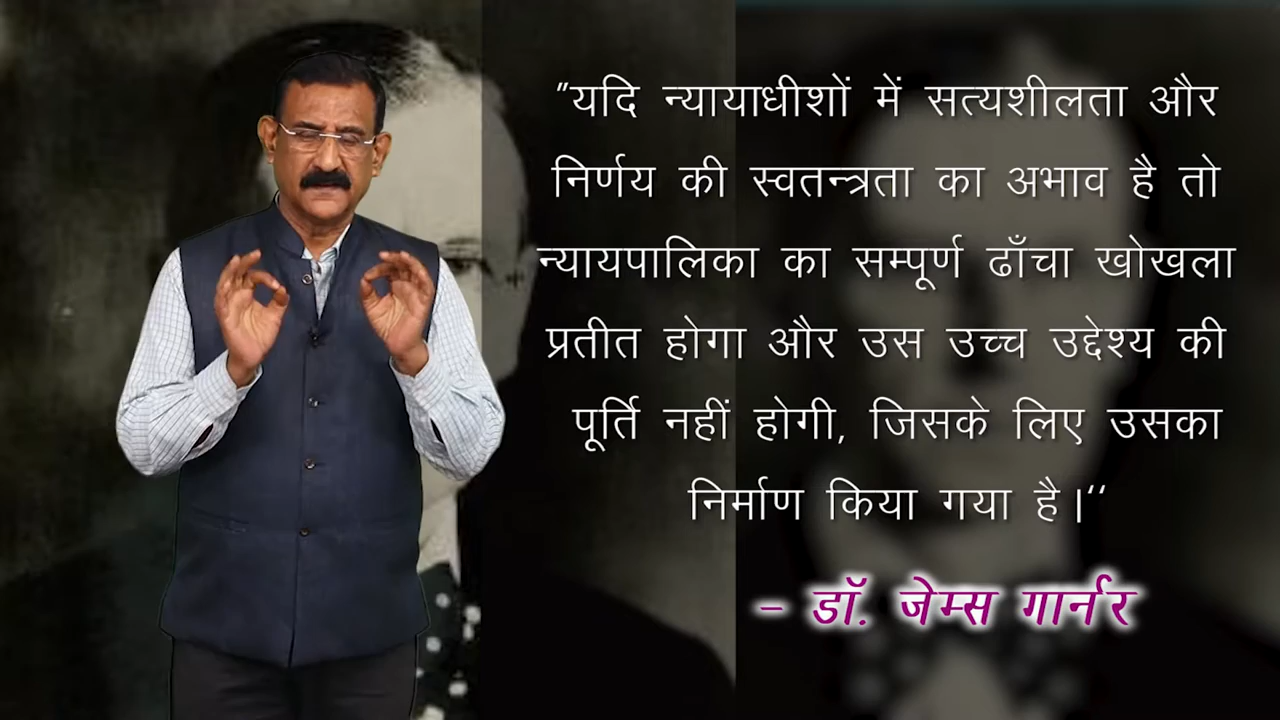 "यदि न्यायाधीशों में सत्यशीलता और
निर्णय की स्वतन्त्रता का अभाव है तो
न्यायपालिका का सम्पूर्ण ढाँचा खोखला
प्रतीत होगा और उस उच्च उद्देश्य की
पूर्ति नहीं होगी, जिसके लिए उसका
निर्माण किया गया है।‘‘
– डॉ. जेम्स गार्नर